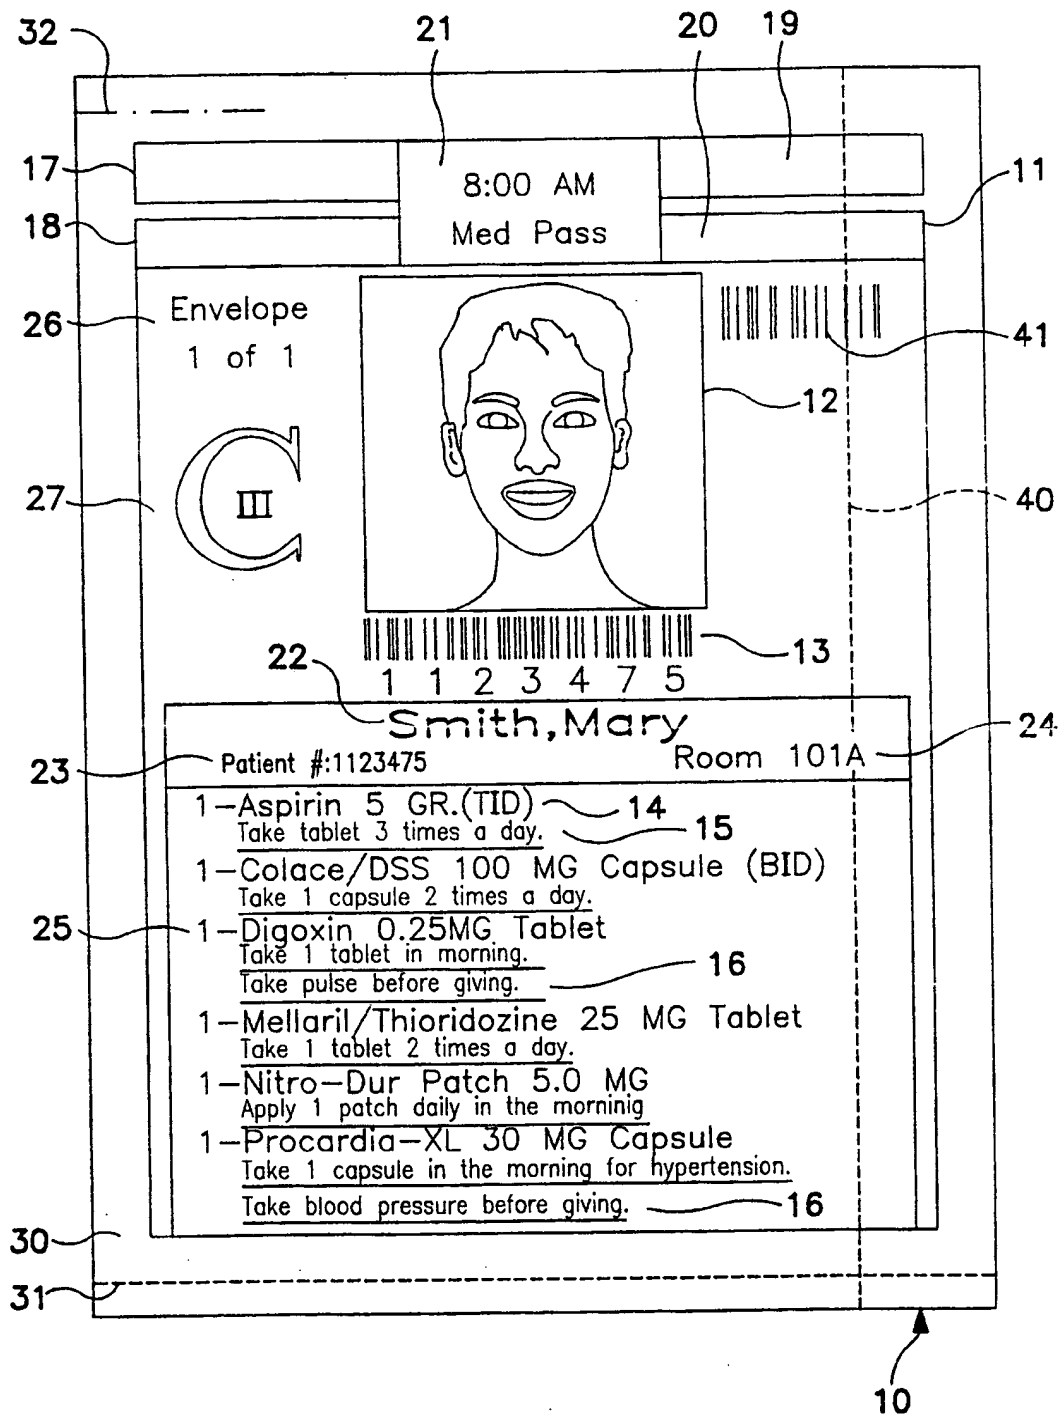 32
21
20
19
17
8:00 AM
11
18
Med Pass
26
Envelope
1 of 1
41
12
27
C
III
40
13
1 1 2 3 4 7 5
22
Smith,Mary
23
Patient #:1123475
Room 101A
24
1-Aspirin 5 GR.(TID)
14
Take tablet 3 times a day.
15
1-Colace/DSS 100 MG Capsule (BID)
Take 1 capsule 2 times a day.
25
1-Digoxin 0.25MG Tablet
Take 1 tablet in morning.
16
Take pulse before giving.
1-Mellaril/Thioridozine 25 MG Tablet
Take 1 tablet 2 times a day.
1-Nitro-Dur Patch 5.0 MG
Apply 1 patch daily in the morninig
1-Procardia-XL 30 MG Capsule
Take 1 capsule in the morning for hypertension.
Take blood pressure before giving.
16
30
31
10